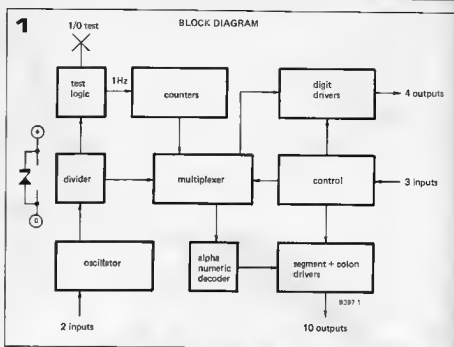 1
BLOCK DIAGRAM
1/0 test
test
logic
1Hz
counters
digit
drivers
4 outputs
+
divider
multiplexer
control
3 inputs
0
oscillator
alpha
numeric
decoder
segment + colon
drivers
9397 1
2 inputs
10 outputs